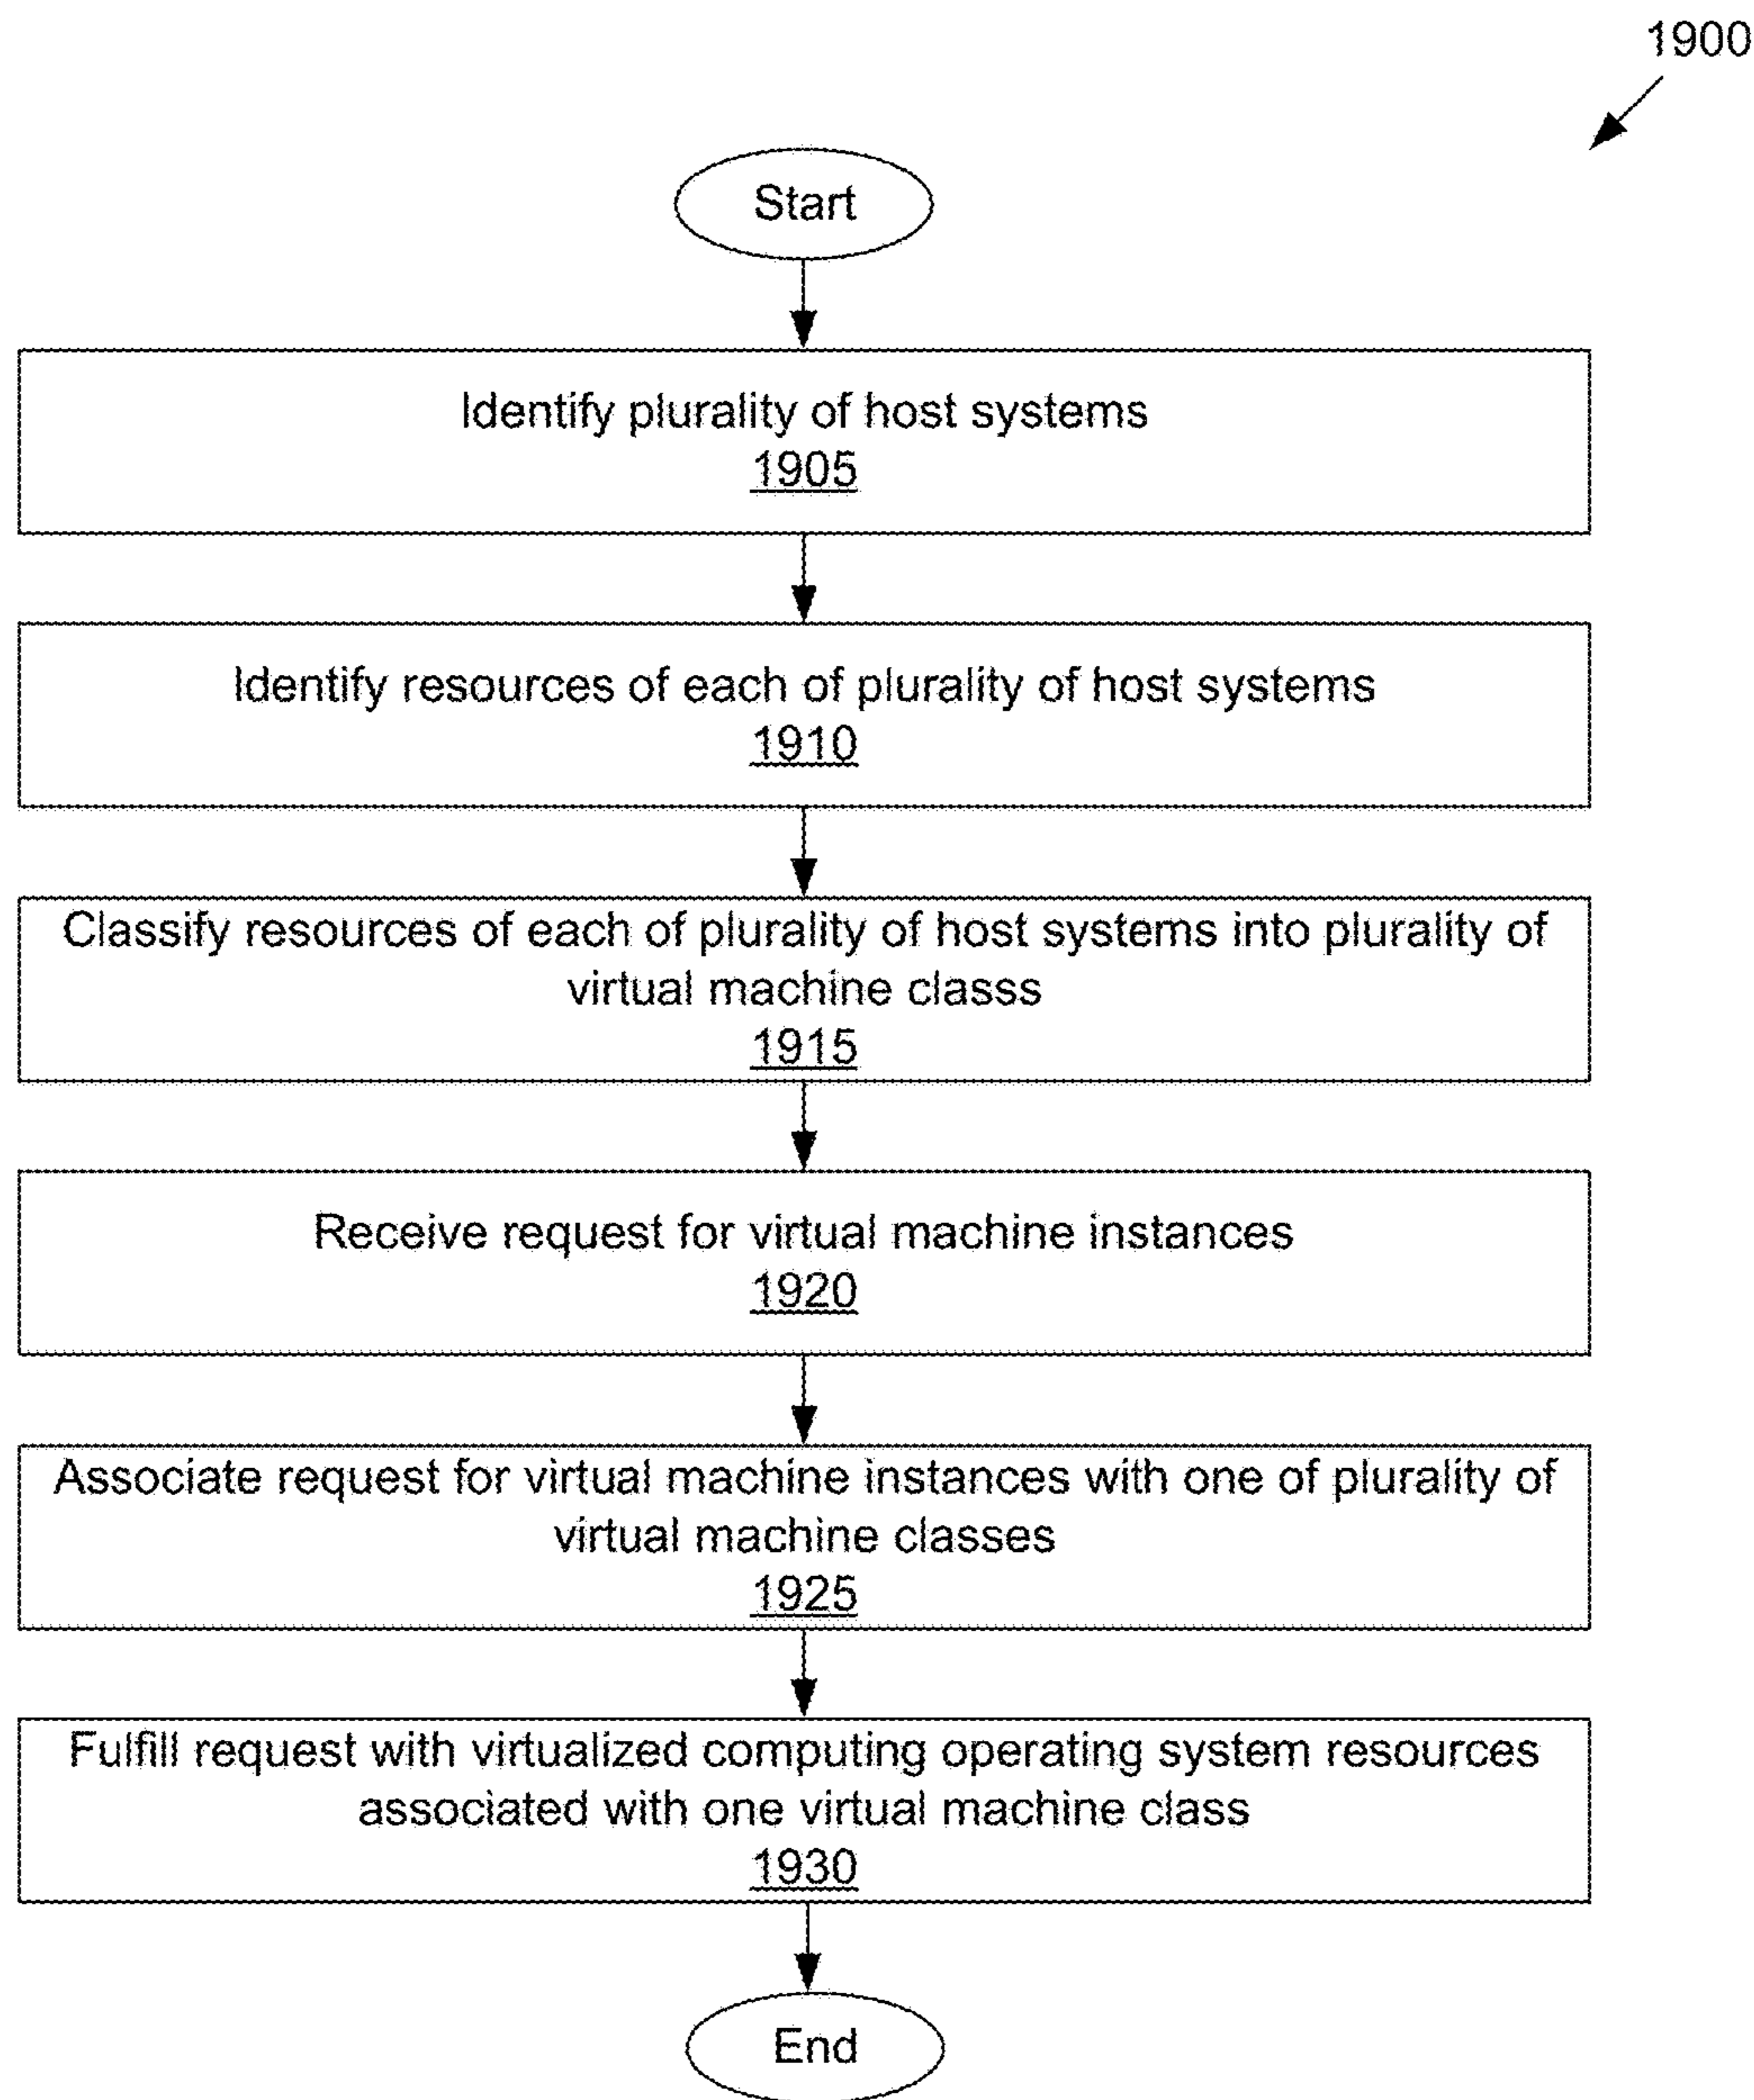 1900
Start
Identify plurality of host systems
1905
Identify resources of each of plurality of host systems
1910
Classify resources of each of plurality of host systems into plurality of
virtual machine classs
1915
Receive request for virtual machine instances
1920
Associate request for virtual machine instances with one of plurality of
virtual machine classes
1925
Fulfill request with virtualized computing operating system resources
associated with one virtual machine class
1930
End